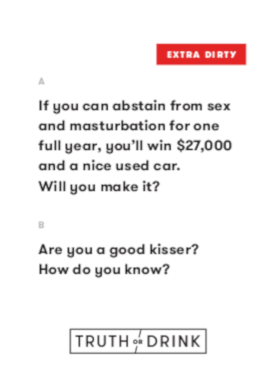 EXTRA DIRTY
A
If you can abstain from sex
and masturbation for one
full year, you'll win $27,000
and a nice used car.
Will you make it?
B
Are you a good kisser?
How do you know?
TRUTH OR DRINK